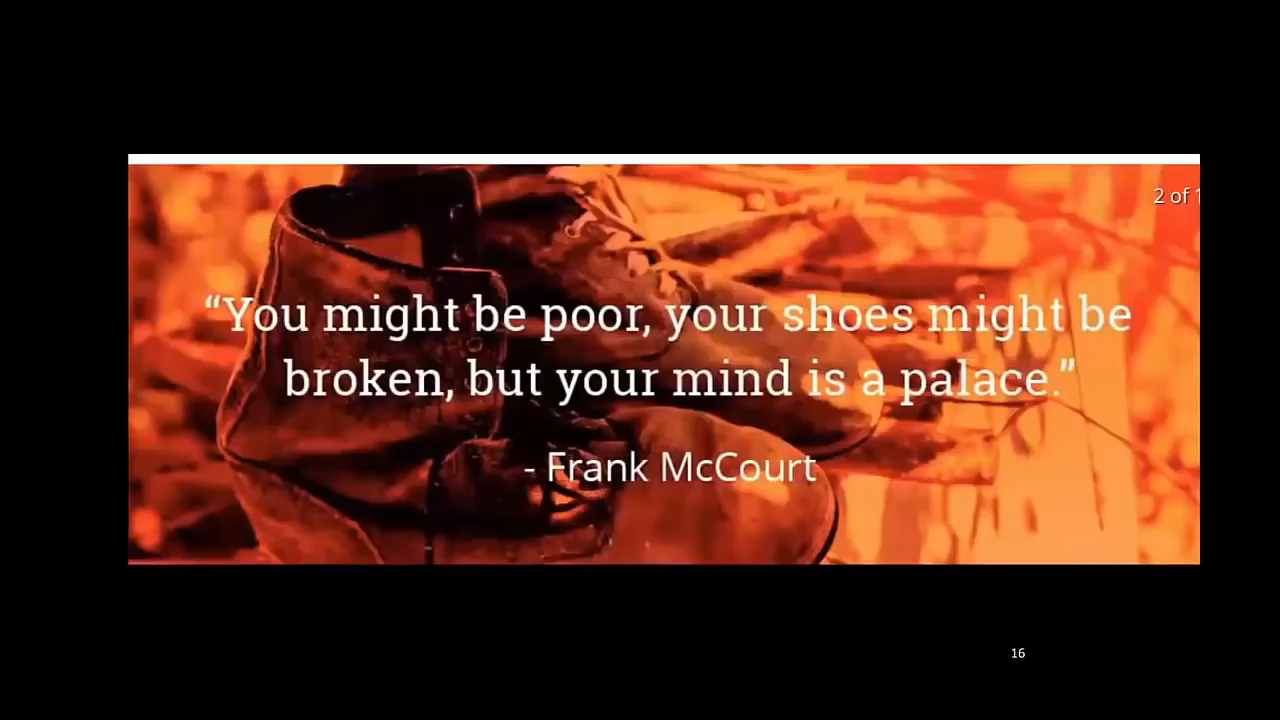 2 of 1
“You might be poor, your shoes might be
broken, but your mind is a palace.”
- Frank McCourt
16